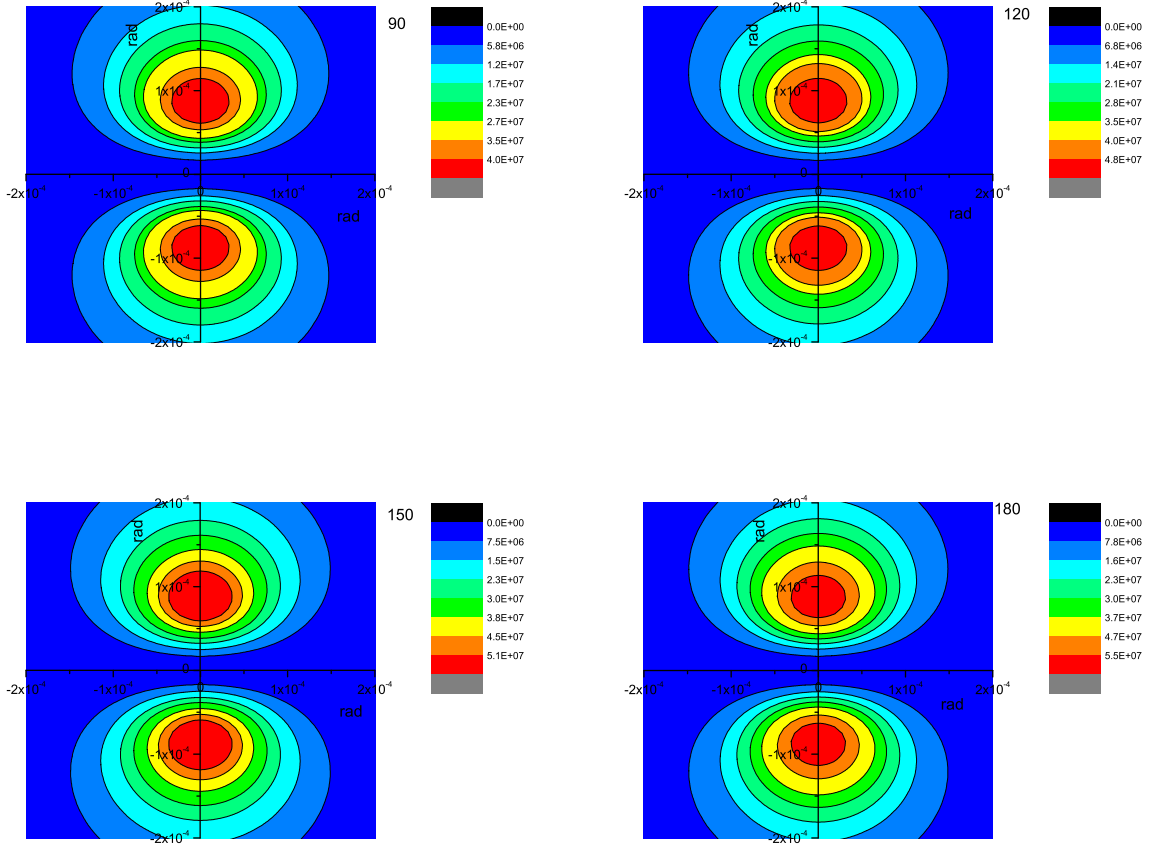 90
2x10⁻⁴
rad
1x10⁻⁴
0
-2x10⁻⁴ -1x10⁻⁴ 0 1x10⁻⁴ 2x10⁻⁴
rad
-1x10⁻⁴
-2x10⁻⁴
0.0E+00
5.8E+06
1.2E+07
1.7E+07
2.3E+07
2.7E+07
3.5E+07
4.0E+07
120
2x10⁻⁴
rad
1x10⁻⁴
0
-2x10⁻⁴ -1x10⁻⁴ 0 1x10⁻⁴ 2x10⁻⁴
rad
-1x10⁻⁴
-2x10⁻⁴
0.0E+00
6.8E+06
1.4E+07
2.1E+07
2.8E+07
3.5E+07
4.0E+07
4.8E+07
150
2x10⁻⁴
rad
1x10⁻⁴
0
-2x10⁻⁴ -1x10⁻⁴ 0 1x10⁻⁴ 2x10⁻⁴
rad
-1x10⁻⁴
-2x10⁻⁴
0.0E+00
7.5E+06
1.5E+07
2.3E+07
3.0E+07
3.8E+07
4.5E+07
5.1E+07
180
2x10⁻⁴
rad
1x10⁻⁴
0
-2x10⁻⁴ -1x10⁻⁴ 0 1x10⁻⁴ 2x10⁻⁴
rad
-1x10⁻⁴
-2x10⁻⁴
0.0E+00
7.8E+06
1.6E+07
2.3E+07
3.1E+07
3.9E+07
4.7E+07
5.5E+07